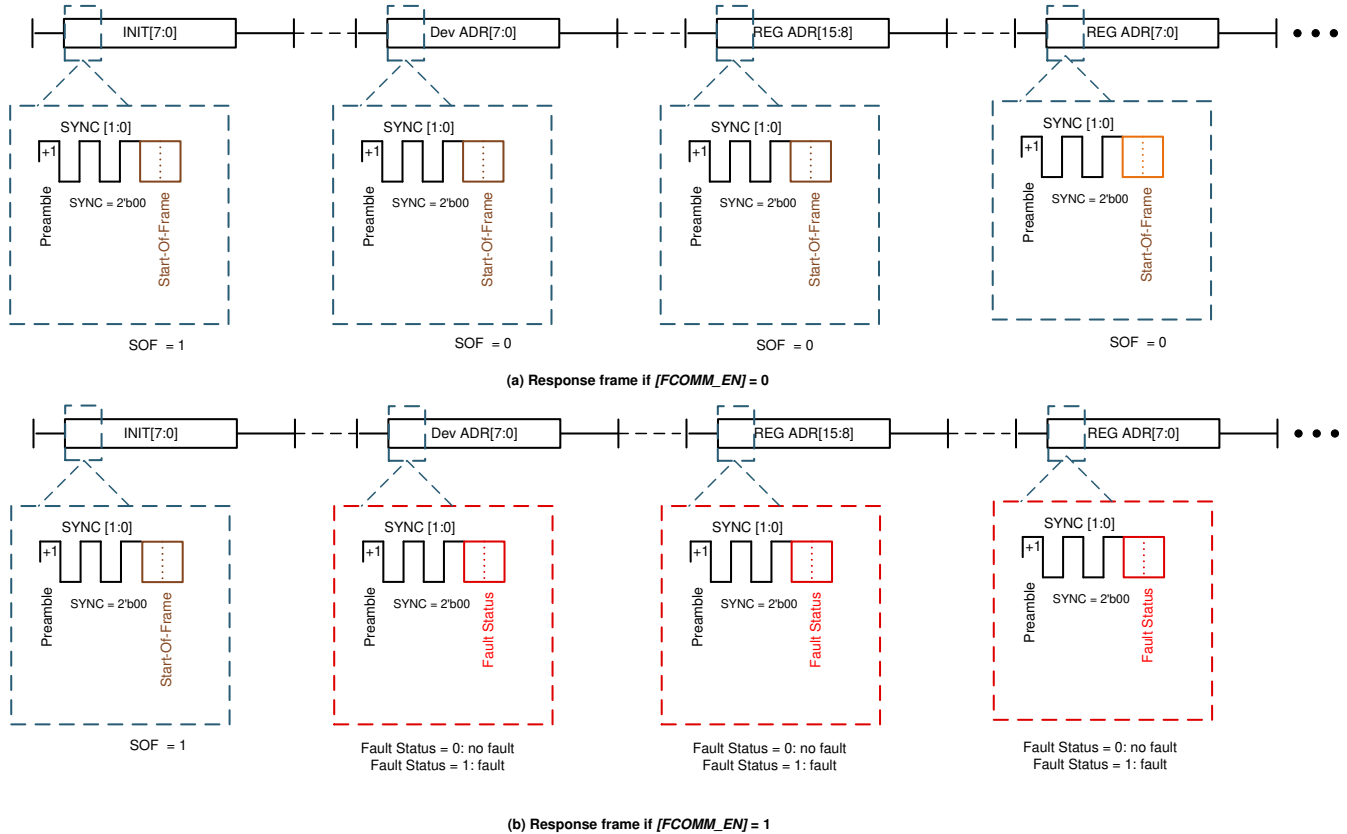 INIT[7:0] Dev ADR[7:0] REG ADR[15:8] REG ADR[7:0]
SYNC [1:0] SYNC [1:0] SYNC [1:0] SYNC [1:0]
+1 +1 +1 +1
SYNC = 2'b00 SYNC = 2'b00 SYNC = 2'b00 SYNC = 2'b00
Preamble Start-Of-Frame Preamble Start-Of-Frame Preamble Start-Of-Frame Preamble Start-Of-Frame
SOF = 1 SOF = 0 SOF = 0 SOF = 0
(a) Response frame if [FCOMM_EN] = 0
INIT[7:0] Dev ADR[7:0] REG ADR[15:8] REG ADR[7:0]
SYNC [1:0] SYNC [1:0] SYNC [1:0] SYNC [1:0]
+1 +1 +1 +1
SYNC = 2'b00 SYNC = 2'b00 SYNC = 2'b00 SYNC = 2'b00
Preamble Start-Of-Frame Preamble Fault Status Preamble Fault Status Preamble Fault Status
SOF = 1 Fault Status = 0: no fault Fault Status = 0: no fault Fault Status = 0: no fault
Fault Status = 1: fault Fault Status = 1: fault Fault Status = 1: fault
(b) Response frame if [FCOMM_EN] = 1